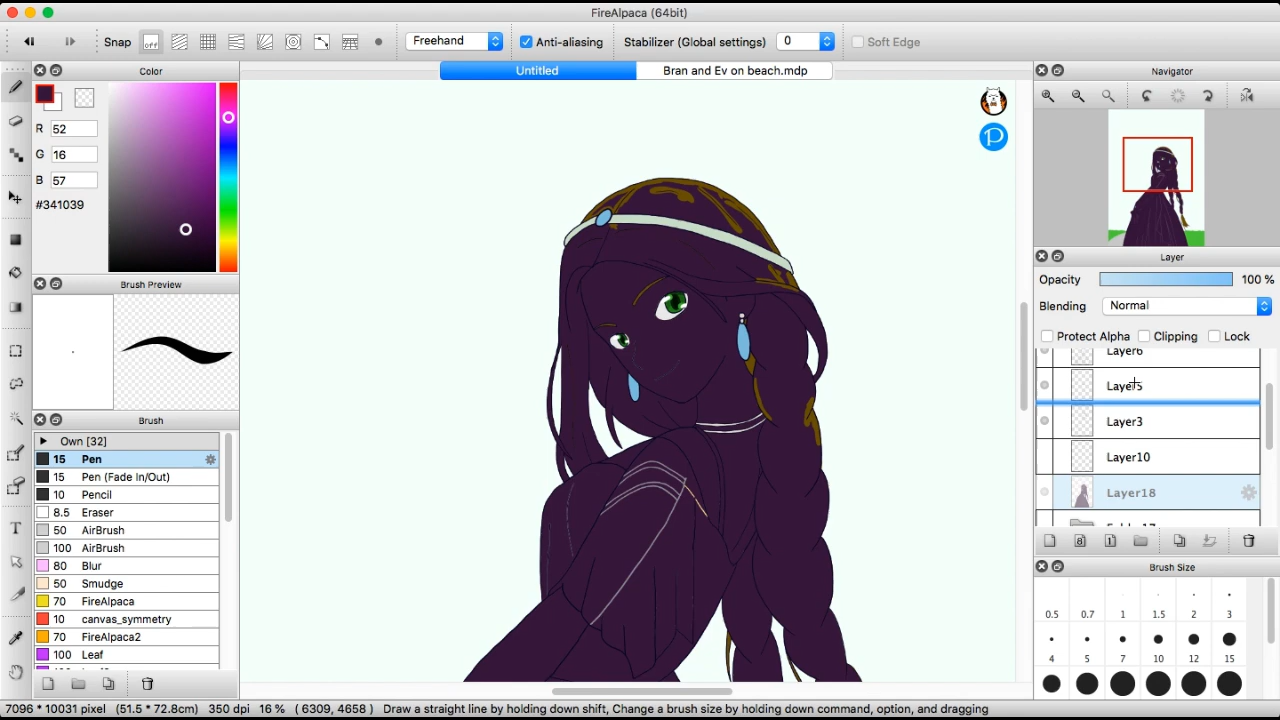 FireAlpaca (64bit)
Snap
off
Freehand
Anti-aliasing
Stabilizer (Global settings)
0
Soft Edge
Color
Untitled
Bran and Ev on beach.mdp
Navigator
R 52
G 16
B 57
#341039
P
Layer
Opacity 100 %
Blending Normal
Protect Alpha Clipping Lock
Layer6
Layer5
Layer3
Layer10
Layer18
Brush Preview
Brush
Own [32]
15 Pen
15 Pen (Fade In/Out)
10 Pencil
8.5 Eraser
50 AirBrush
100 AirBrush
80 Blur
50 Smudge
70 FireAlpaca
10 canvas_symmetry
70 FireAlpaca2
100 Leaf
8 1
T
Brush Size
0.5 0.7 1 1.5 2 3
4 5 7 10 12 15
7096 * 10031 pixel (51.5 * 72.8cm) 350 dpi 16 % ( 6309, 4658 ) Draw a straight line by holding down shift, Change a brush size by holding down command, option, and dragging